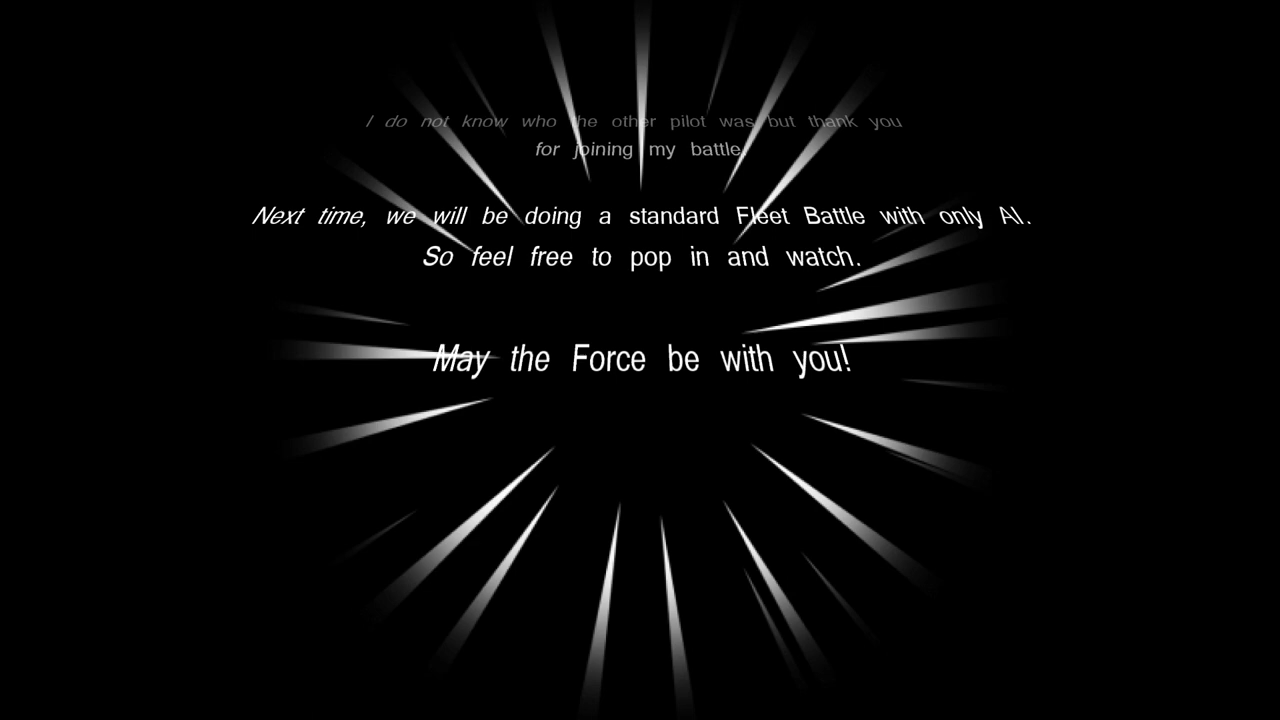 I do not know who the other pilot was but thank you
for joining my battle.
Next time, we will be doing a standard Fleet Battle with only AI.
So feel free to pop in and watch.
May the Force be with you!